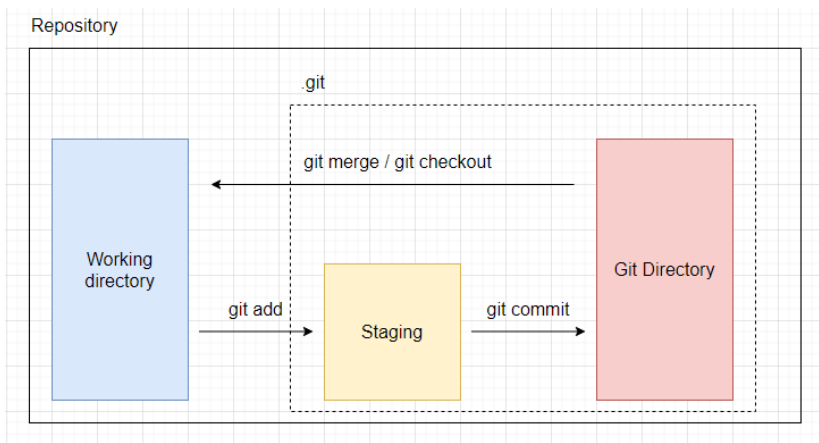 Repository
.git
git merge / git checkout
Working
directory
Git Directory
git add
git commit
Staging